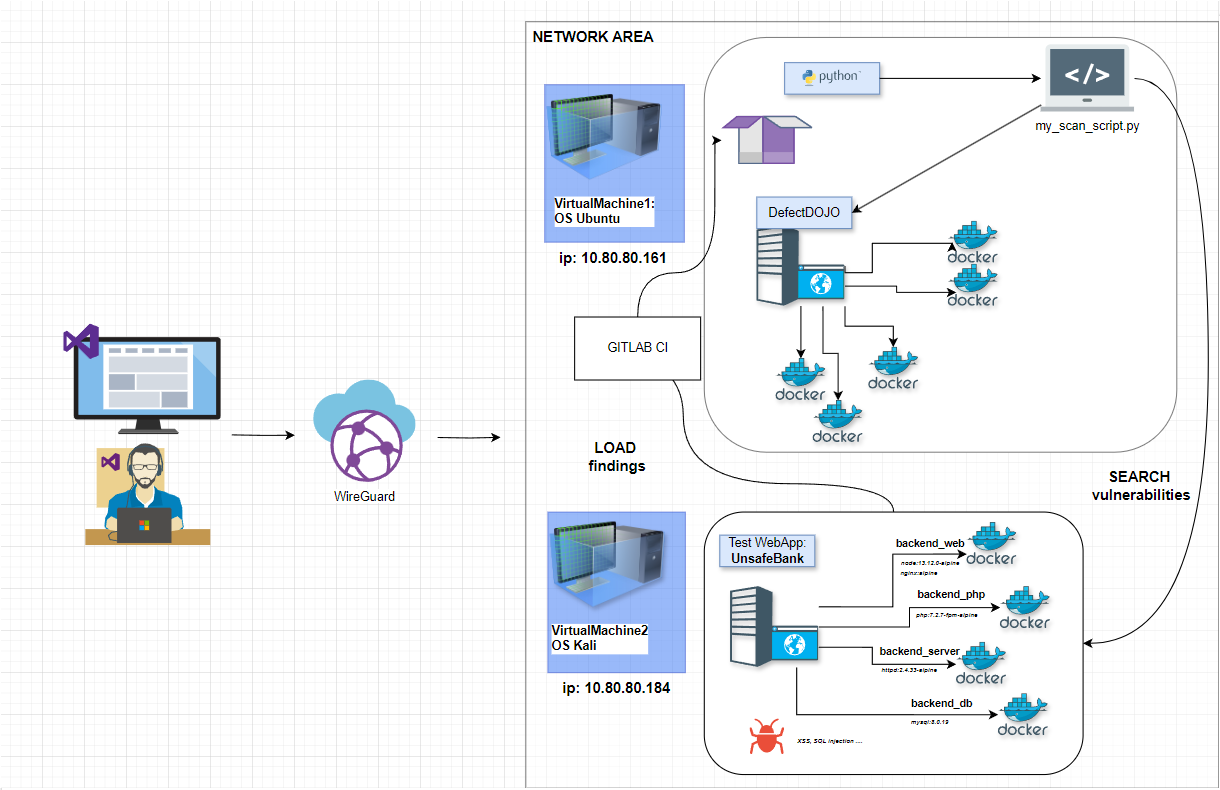 NETWORK AREA
python
</>
my_scan_script.py
VirtualMachine1:
OS Ubuntu
ip: 10.80.80.161
DefectDOJO
docker
docker
docker
docker
docker
GITLAB CI
LOAD
findings
WireGuard
SEARCH
vulnerabilities
VirtualMachine2
OS Kali
ip: 10.80.80.184
Test WebApp:
UnsafeBank
backend_web
node:13.12.0-alpine
nginx:alpine
docker
backend_php
php:7.2.7-fpm-alpine
docker
backend_server
httpd:2.4.33-alpine
docker
backend_db
mysql:8.0.19
docker
XSS, SQL injection ...